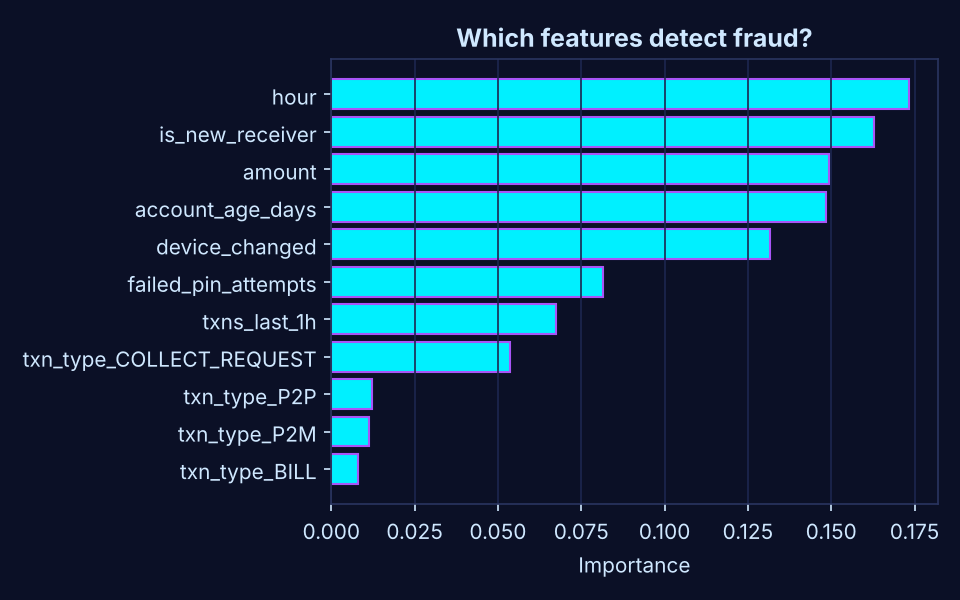 Which features detect fraud?
hour
is_new_receiver
amount
account_age_days
device_changed
failed_pin_attempts
txns_last_1h
txn_type_COLLECT_REQUEST
txn_type_P2P
txn_type_P2M
txn_type_BILL
0.000 0.025 0.050 0.075 0.100 0.125 0.150 0.175
Importance